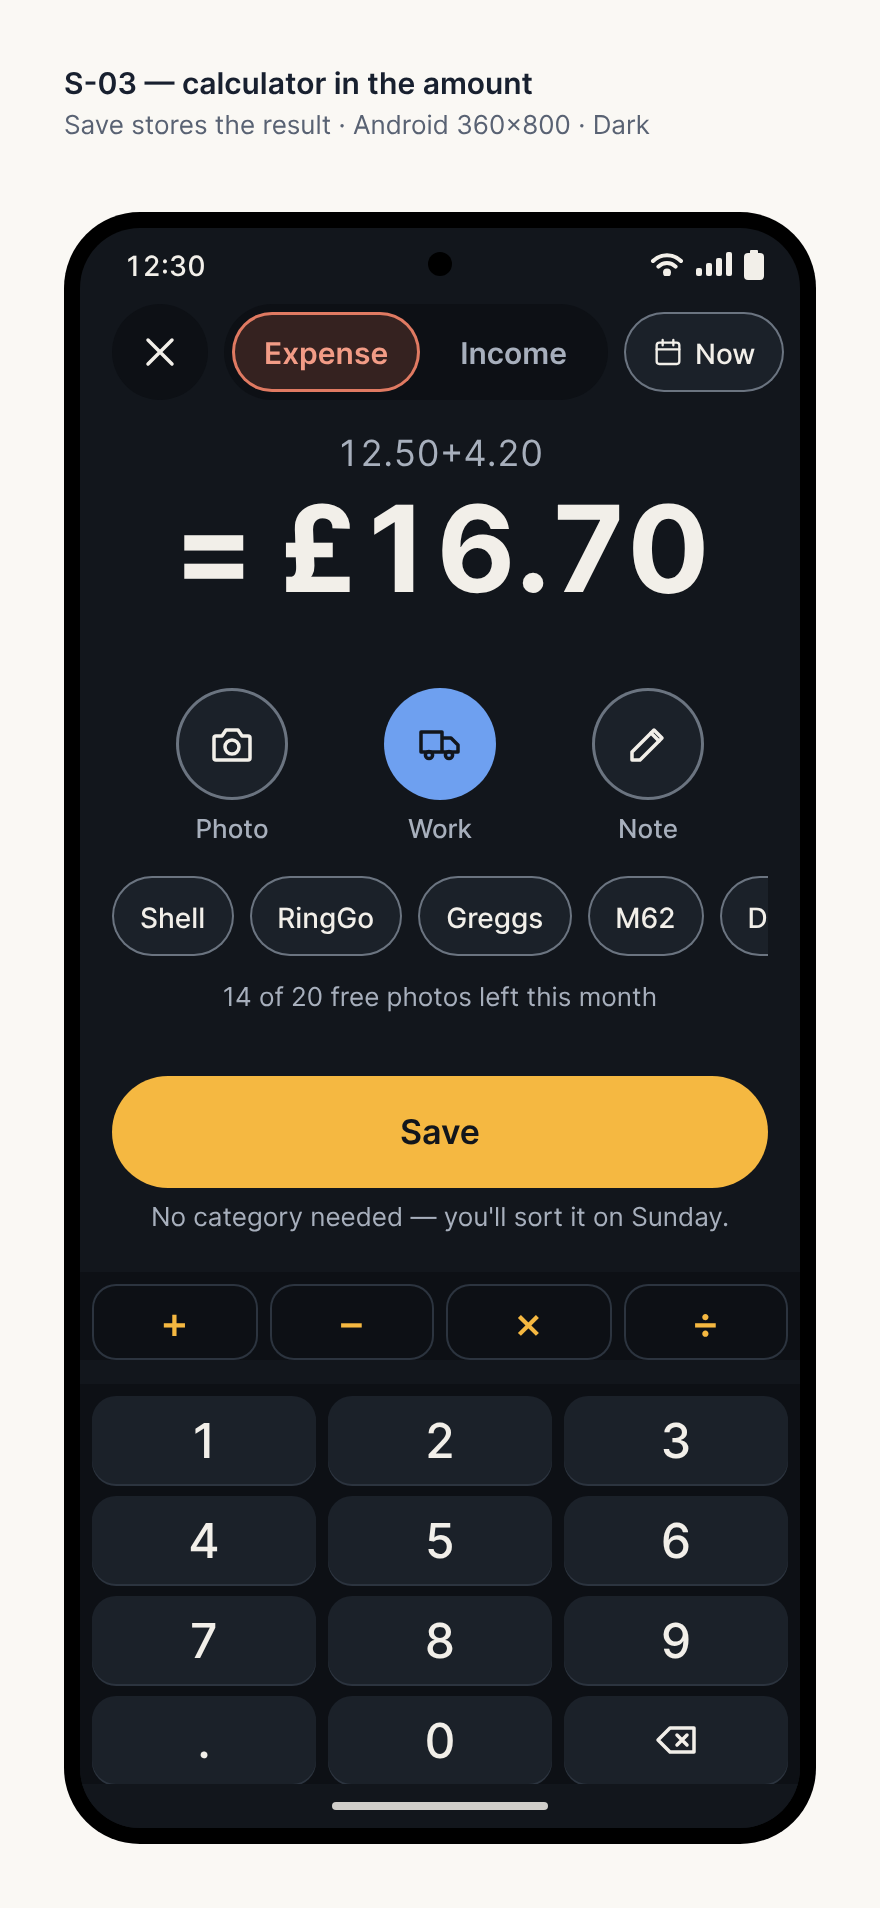 S-03 — calculator in the amount
Save stores the result · Android 360×800 · Dark
12:30
Expense Income Now
12.50+4.20
= £16.70
Photo Work Note
Shell RingGo Greggs M62 D
14 of 20 free photos left this month
Save
No category needed — you'll sort it on Sunday.
+ − × ÷
1 2 3
4 5 6
7 8 9
. 0